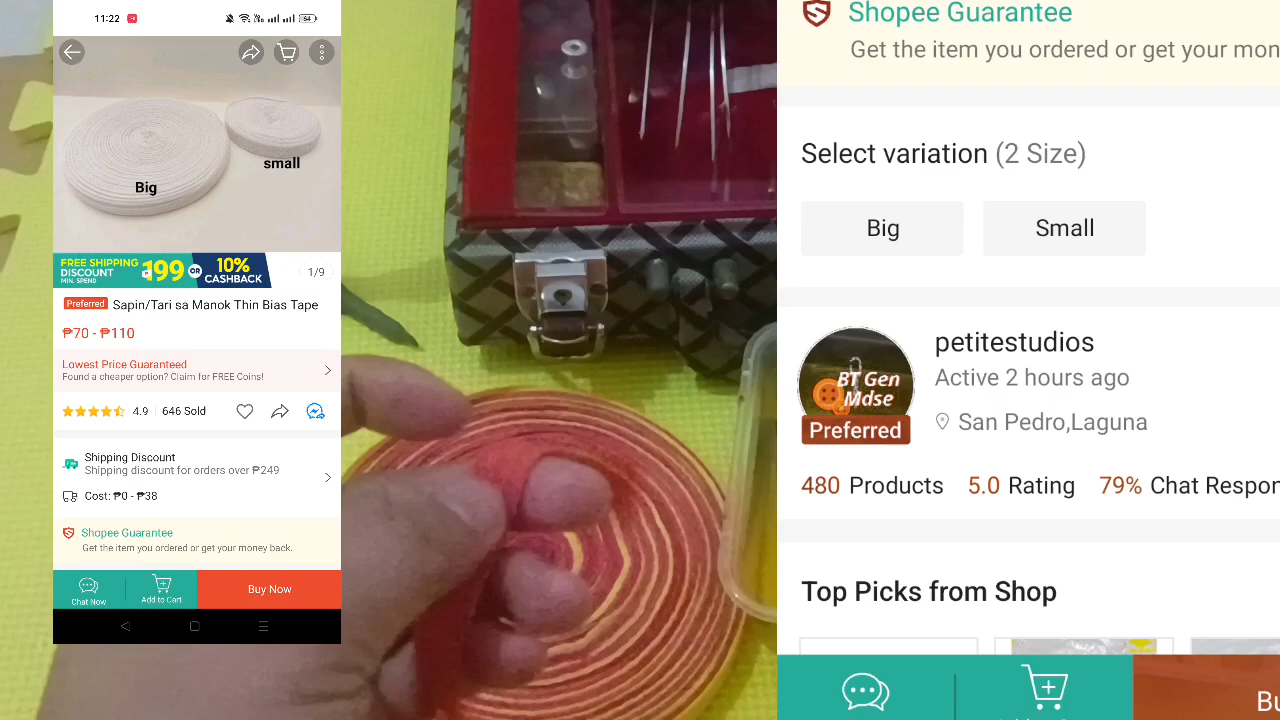 11:22
64
Big
small
FREE SHIPPING
DISCOUNT
MIN. SPEND
₱199
OR
10%
CASHBACK
1/9
Preferred Sapin/Tari sa Manok Thin Bias Tape
₱70 - ₱110
Lowest Price Guaranteed
Found a cheaper option? Claim for FREE Coins!
4.9 646 Sold
Shipping Discount
Shipping discount for orders over ₱249
Cost: ₱0 - ₱38
Shopee Guarantee
Get the item you ordered or get your money back.
Chat Now
Add to Cart
Buy Now
Shopee Guarantee
Get the item you ordered or get your mon
Select variation (2 Size)
Big
Small
BT Gen
Mdse
Preferred
petitestudios
Active 2 hours ago
San Pedro,Laguna
480 Products 5.0 Rating 79% Chat Respon
Top Picks from Shop
Bu